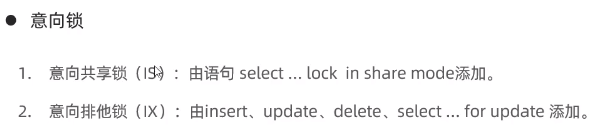 ● 意向锁
1. 意向共享锁（IS）：由语句 select ... lock in share mode添加。
2. 意向排他锁（IX）：由insert、update、delete、select ... for update 添加。